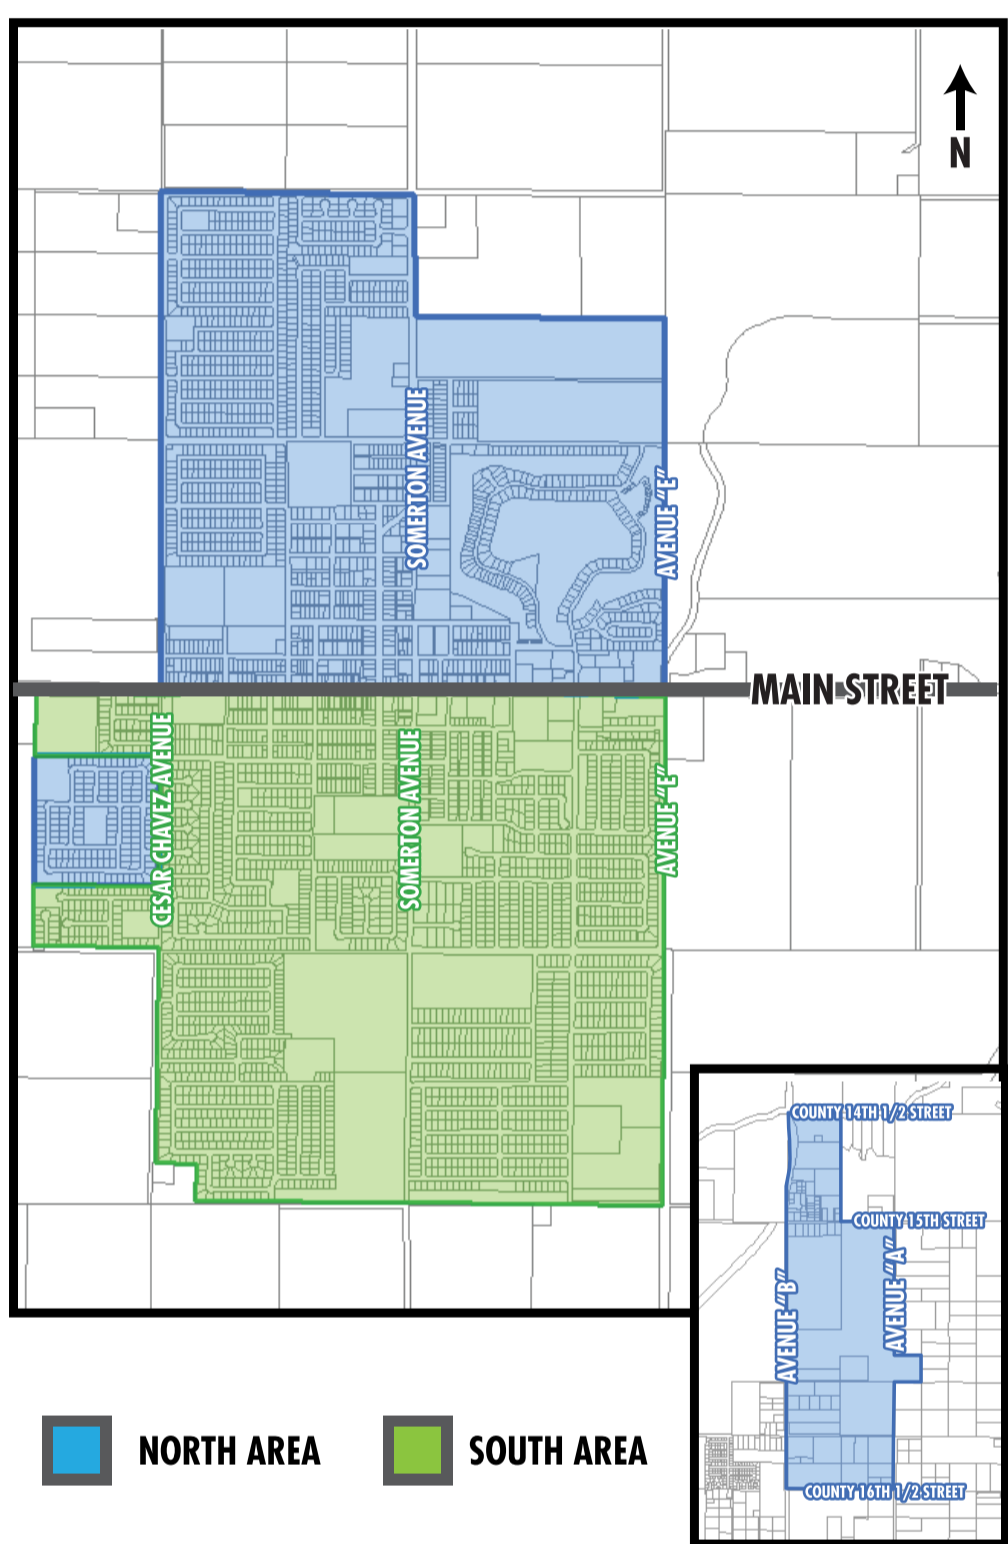 N
SOMERTON AVENUE
AVENUE "E"
MAIN STREET
CESAR CHAVEZ AVENUE
SOMERTON AVENUE
AVENUE "E"
COUNTY 14TH 1/2 STREET
COUNTY 15TH STREET
AVENUE "A"
AVENUE "B"
COUNTY 16TH 1/2 STREET
NORTH AREA
SOUTH AREA